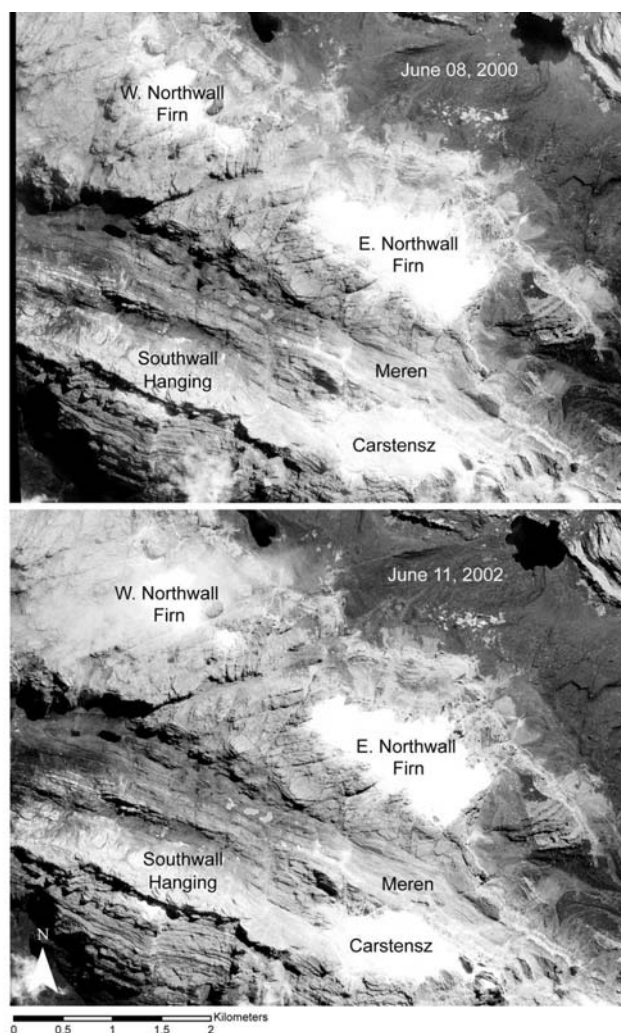 June 08, 2000
W. Northwall
Firn
E. Northwall
Firn
Southwall
Hanging
Meren
Carstensz
June 11, 2002
W. Northwall
Firn
E. Northwall
Firn
Southwall
Hanging
Meren
Carstensz
N
Kilometers
0 0.5 1 1.5 2